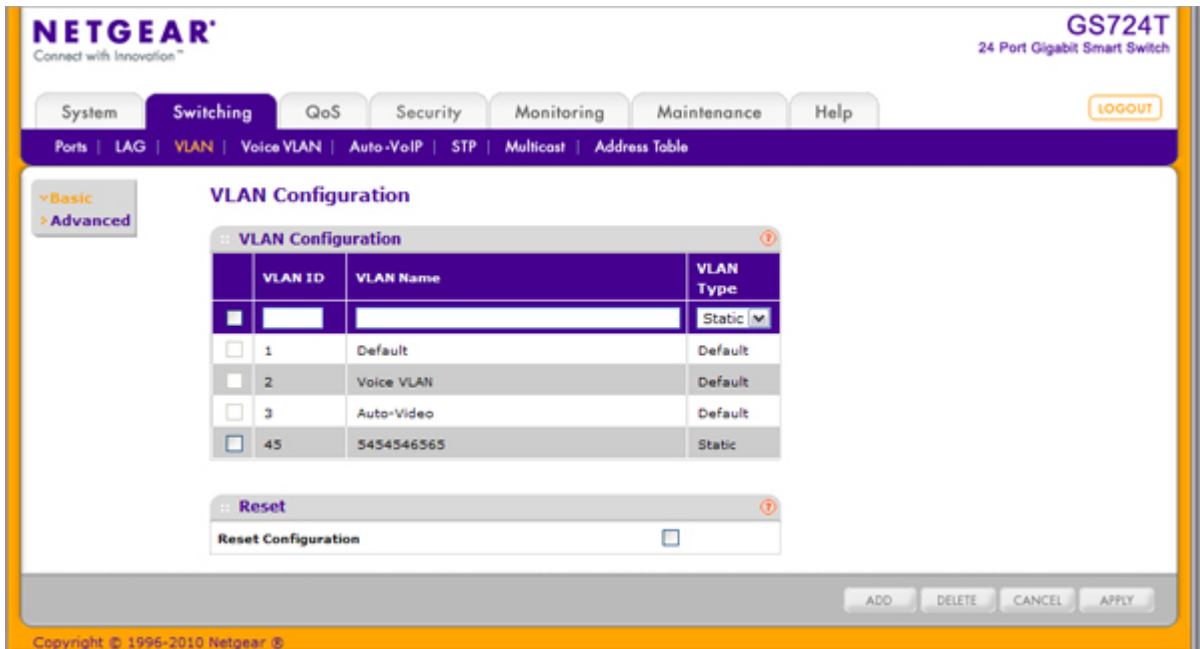 NETGEAR®
Connect with Innovation™
GS724T
24 Port Gigabit Smart Switch
System Switching QoS Security Monitoring Maintenance Help LOGOUT
Ports | LAG | VLAN | Voice VLAN | Auto-VoIP | STP | Multicast | Address Table
Basic
Advanced
VLAN Configuration
VLAN Configuration ?
VLAN ID VLAN Name VLAN Type
Static
1 Default Default
2 Voice VLAN Default
3 Auto-Video Default
45 5454546565 Static
Reset ?
Reset Configuration
ADD DELETE CANCEL APPLY
Copyright © 1996-2010 Netgear ®